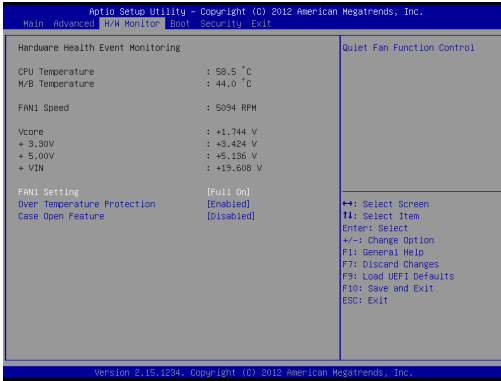 Aptio Setup Utility – Copyright (C) 2012 American Megatrends, Inc.
Main Advanced H/W Monitor Boot Security Exit
Hardware Health Event Monitoring
CPU Temperature : 58.5 °C
M/B Temperature : 44.0 °C
FAN1 Speed : 5094 RPM
Vcore : +1.744 V
+ 3.30V : +3.424 V
+ 5.00V : +5.136 V
+ VIN : +19.608 V
FAN1 Setting [Full On]
Over Temperature Protection [Enabled]
Case Open Feature [Disabled]
Quiet Fan Function Control
↔: Select Screen
↑↓: Select Item
Enter: Select
+/-: Change Option
F1: General Help
F7: Discard Changes
F9: Load UEFI Defaults
F10: Save and Exit
ESC: Exit
Version 2.15.1234. Copyright (C) 2012 American Megatrends, Inc.